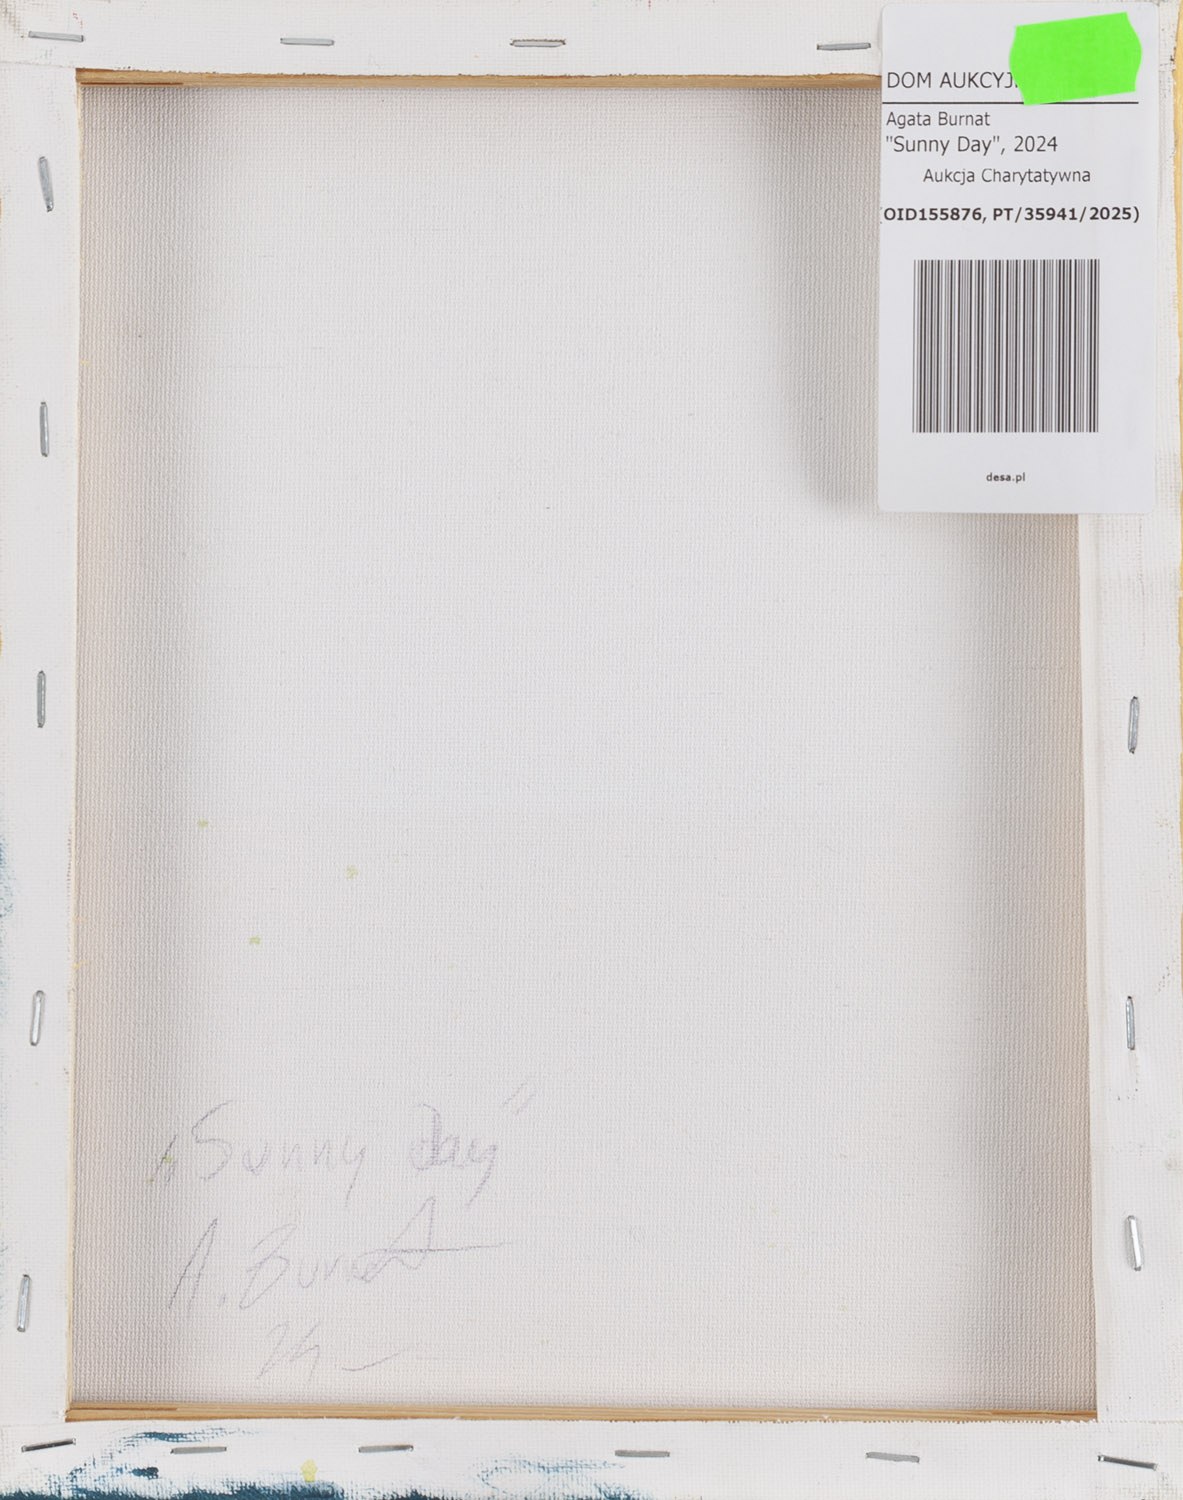 DOM AUKCYJ
Agata Burnat
"Sunny Day", 2024
Aukcja Charytatywna
(OID155876, PT/35941/2025)
desa.pl
„Sunny Day"
A. Burnat
24